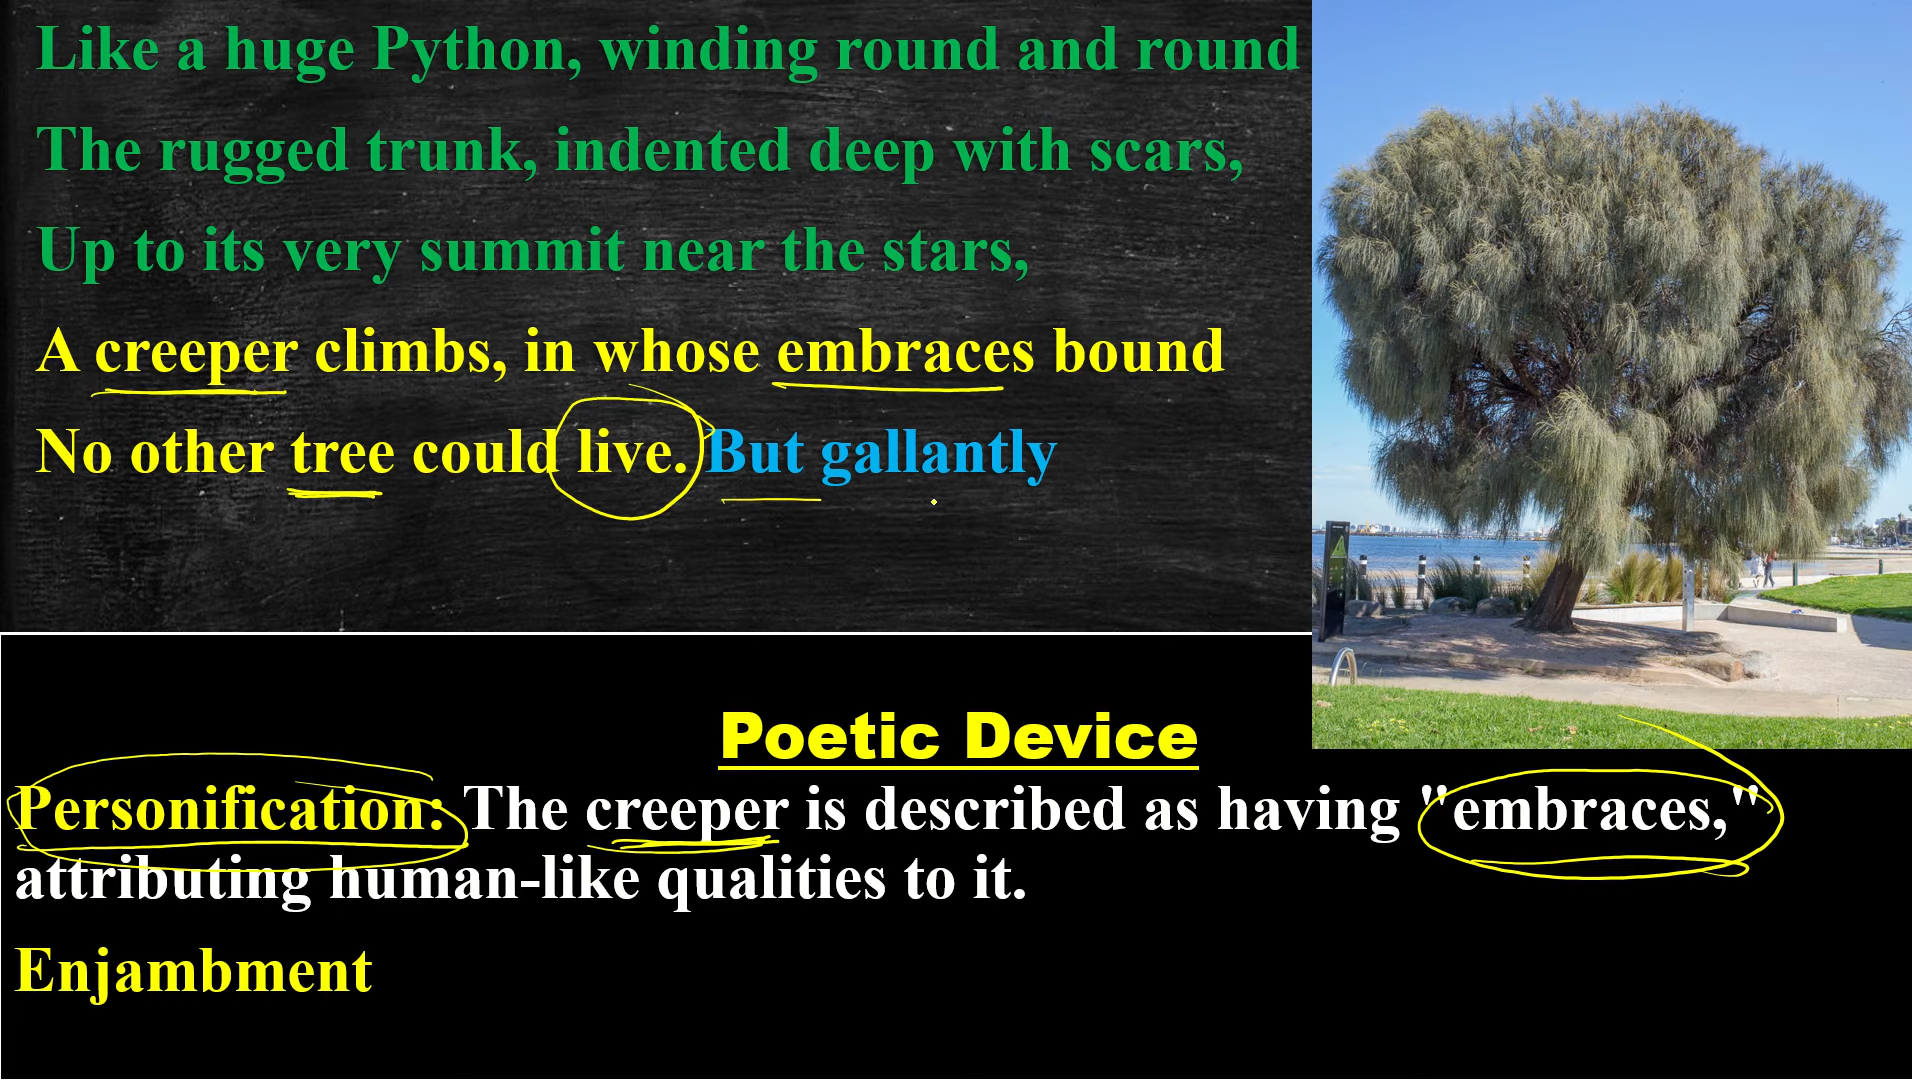 Like a huge Python, winding round and round
The rugged trunk, indented deep with scars,
Up to its very summit near the stars,
A creeper climbs, in whose embraces bound
No other tree could live. But gallantly
Poetic Device
Personification: The creeper is described as having "embraces,"
attributing human-like qualities to it.
Enjambment